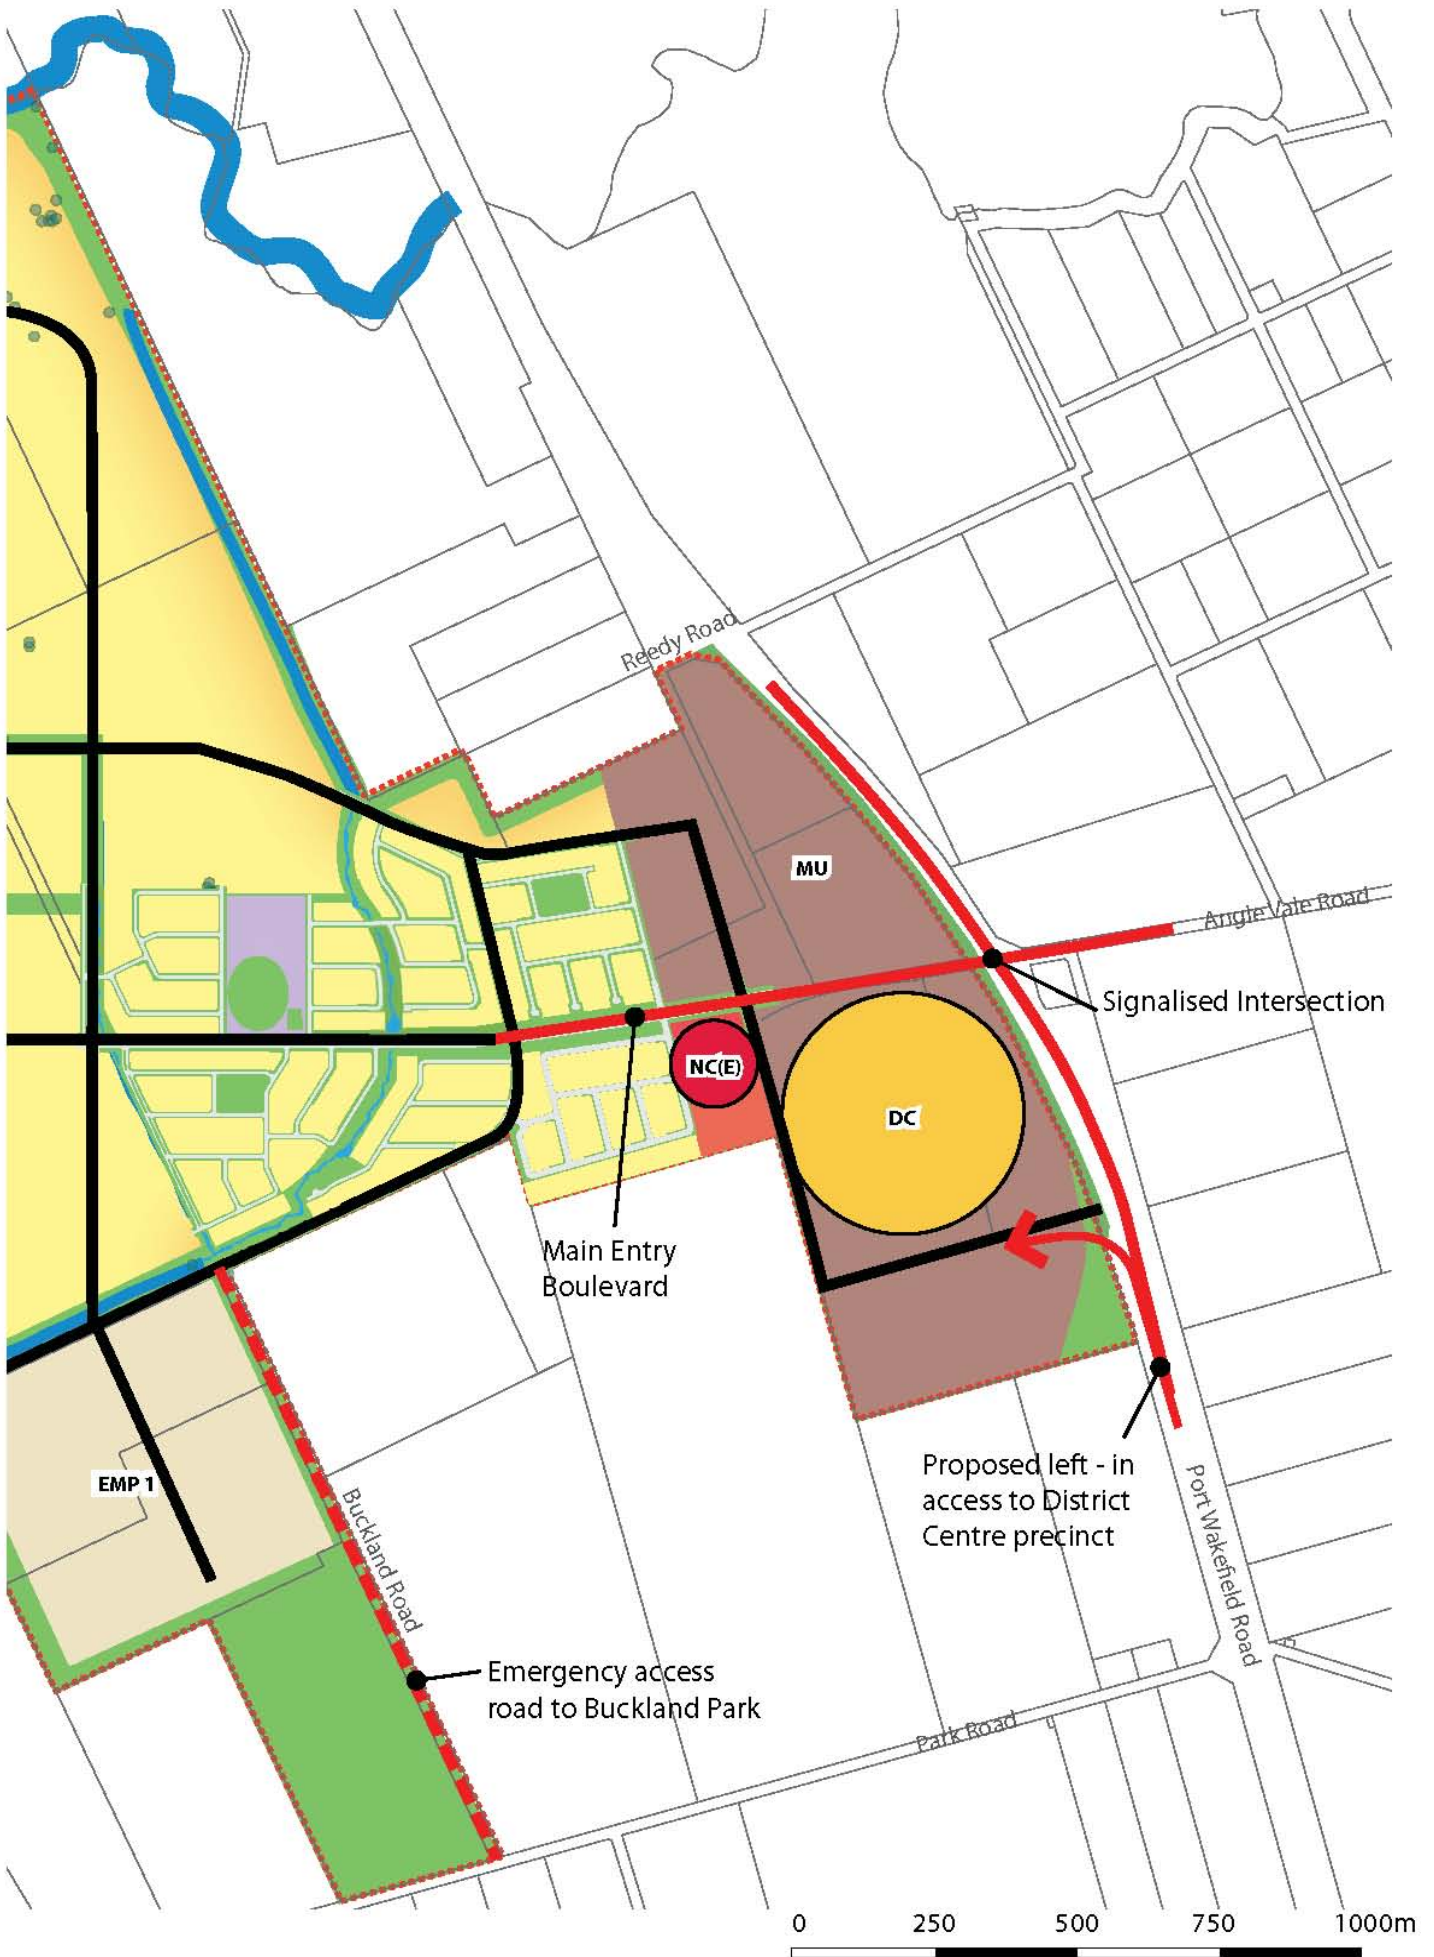 Reedy Road
MU
Angle Vale Road
Signalised Intersection
NC(E)
DC
Main Entry
Boulevard
Proposed left - in
access to District
Centre precinct
EMP 1
Buckland Road
Port Wakefield Road
Emergency access
road to Buckland Park
Park Road
0 250 500 750 1000m